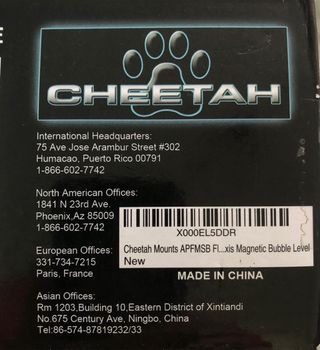 CHEETAH
International Headquarters:
75 Ave Jose Arambur Street #302
Humacao, Puerto Rico 00791
1-866-602-7742
North American Offices:
1841 N 23rd Ave.
Phoenix,Az 85009
1-866-602-7742
X000EL5DDR
Cheetah Mounts APFMSB Fl...xis Magnetic Bubble Level
New
European Offices:
331-734-7215
Paris, France
MADE IN CHINA
Asian Offices:
Rm 1203,Building 10,Eastern District of Xintiandi
No.675 Century Ave, Ningbo, China
Tel:86-574-87819232/33